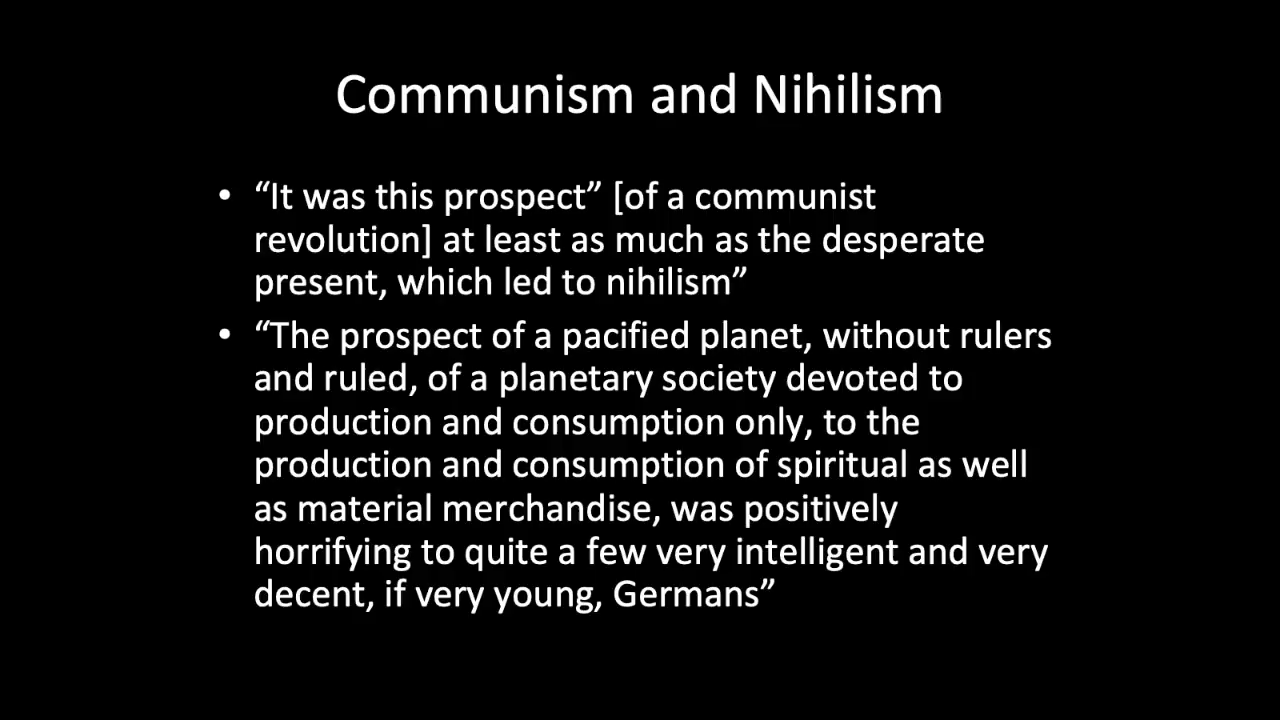 Communism and Nihilism
• “It was this prospect” [of a communist
revolution] at least as much as the desperate
present, which led to nihilism”
• “The prospect of a pacified planet, without rulers
and ruled, of a planetary society devoted to
production and consumption only, to the
production and consumption of spiritual as well
as material merchandise, was positively
horrifying to quite a few very intelligent and very
decent, if very young, Germans”